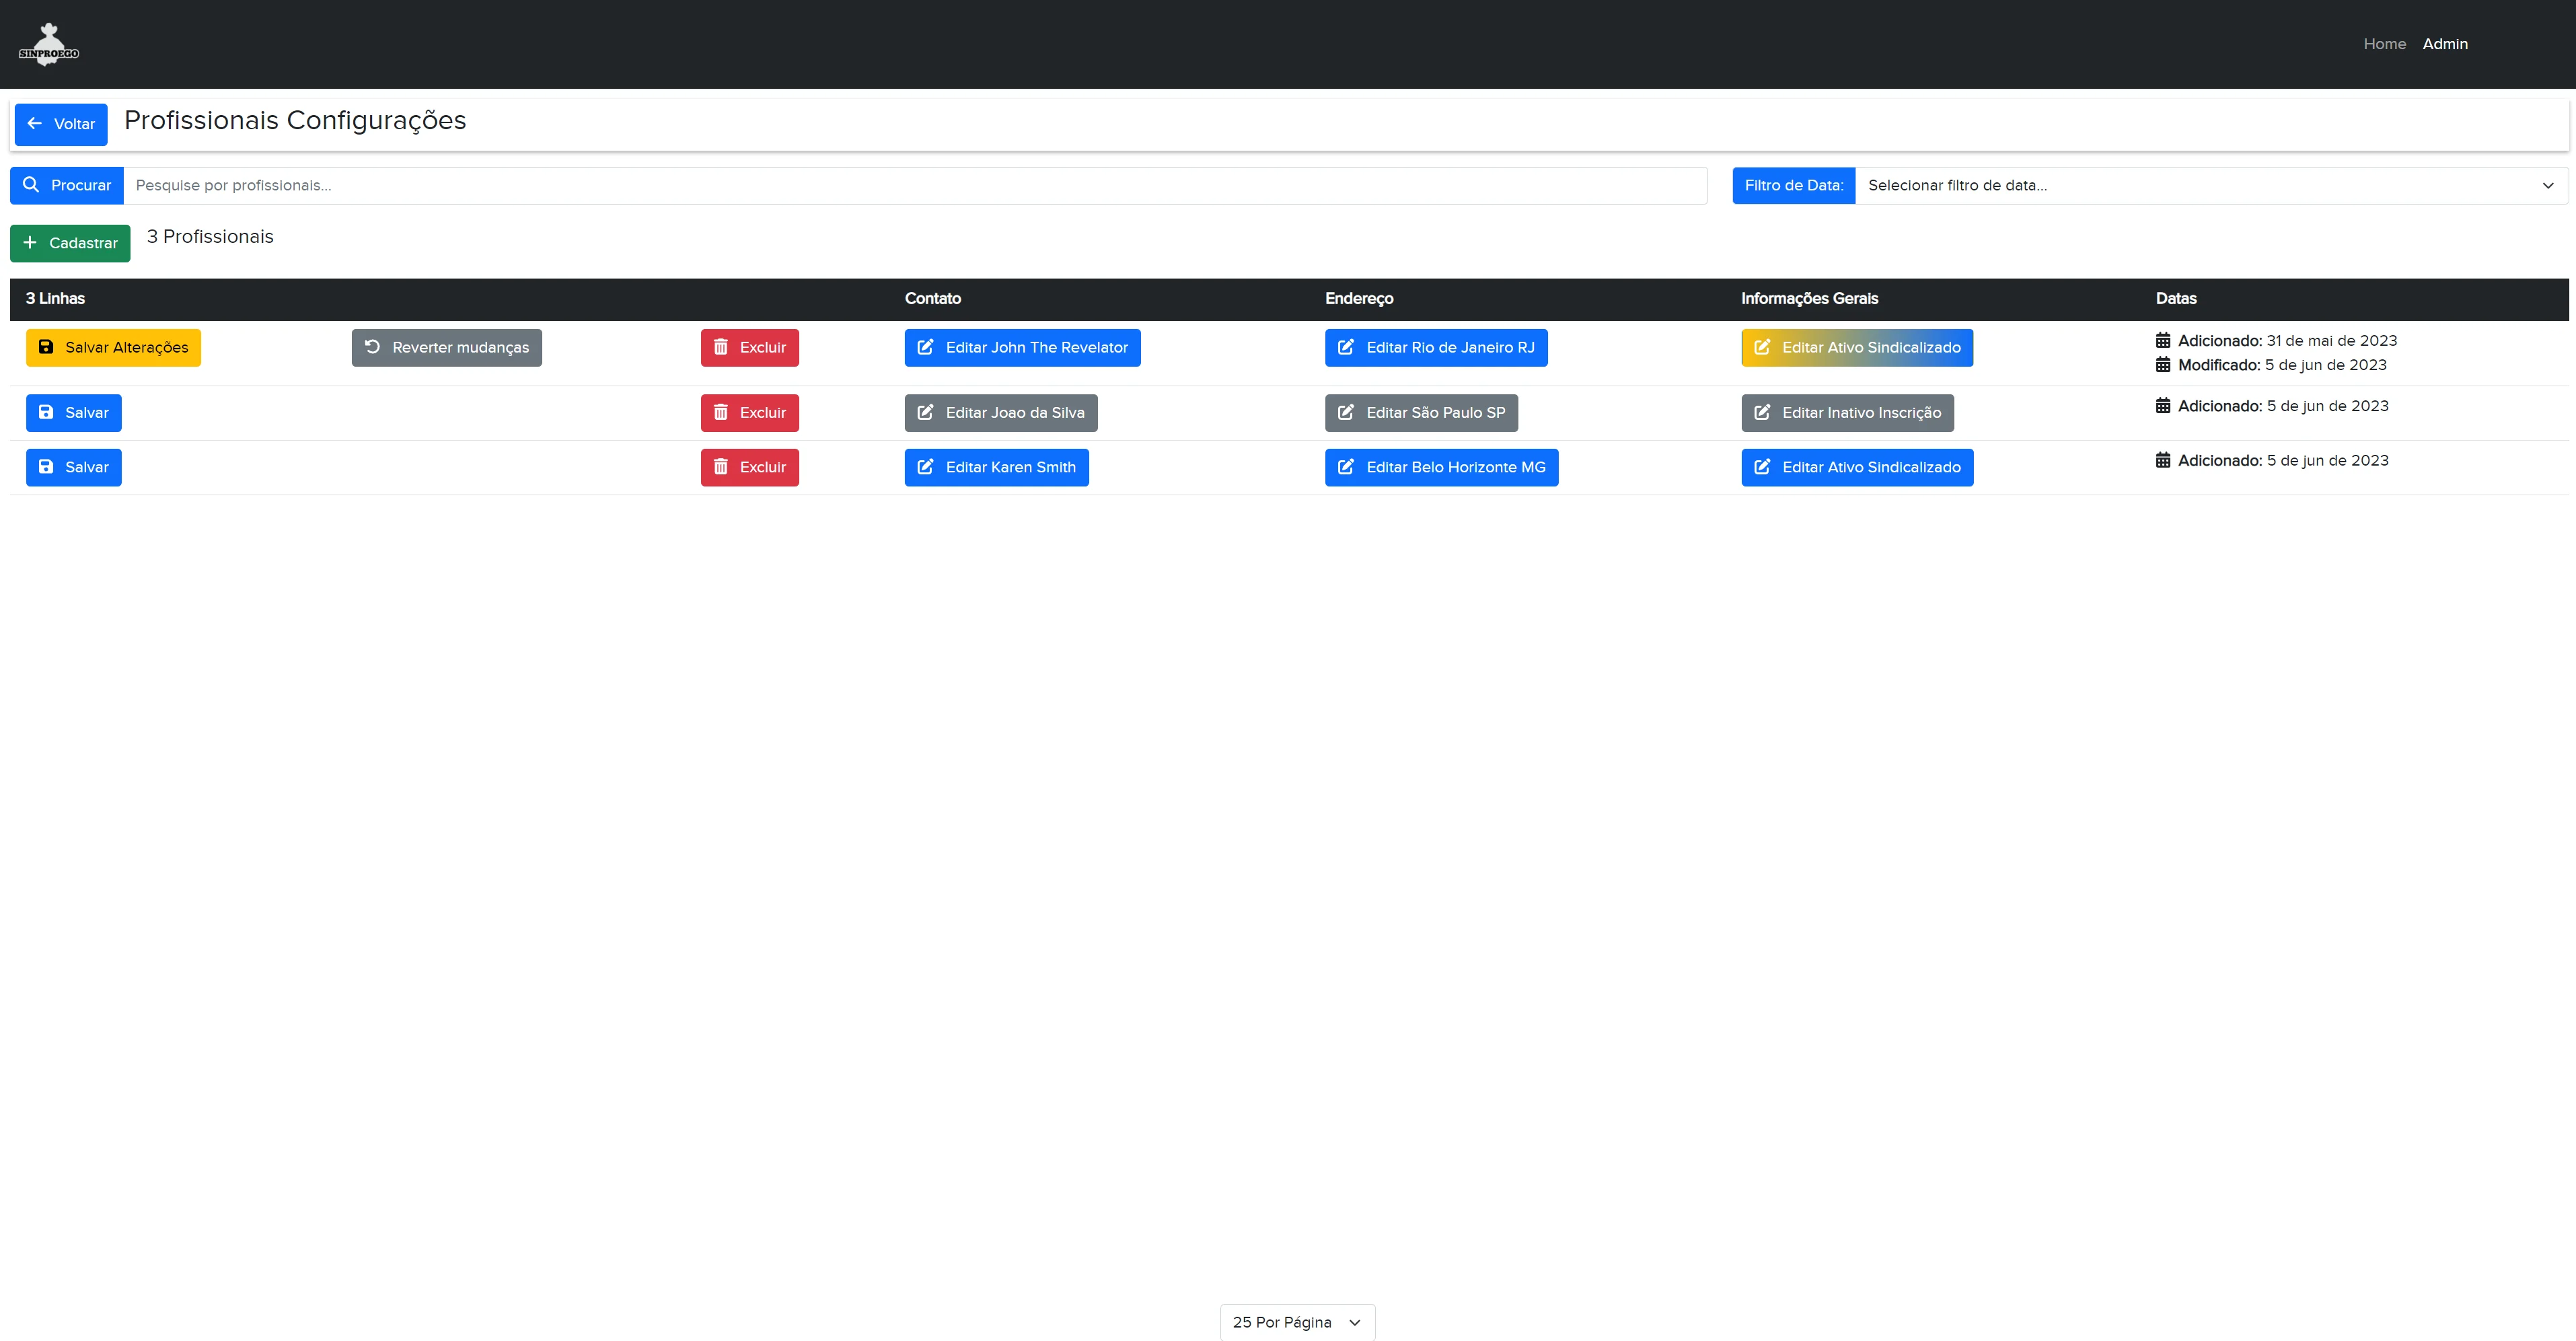 SINPROEGO
Home Admin
Voltar Profissionais Configurações
Procurar Pesquise por profissionais... Filtro de Data: Selecionar filtro de data...
Cadastrar 3 Profissionais
3 Linhas Contato Endereço Informações Gerais Datas
Salvar Alterações Reverter mudanças Excluir Editar John The Revelator Editar Rio de Janeiro RJ Editar Ativo Sindicalizado Adicionado: 31 de mai de 2023
Modificado: 5 de jun de 2023
Salvar Excluir Editar Joao da Silva Editar São Paulo SP Editar Inativo Inscrição Adicionado: 5 de jun de 2023
Salvar Excluir Editar Karen Smith Editar Belo Horizonte MG Editar Ativo Sindicalizado Adicionado: 5 de jun de 2023
25 Por Página